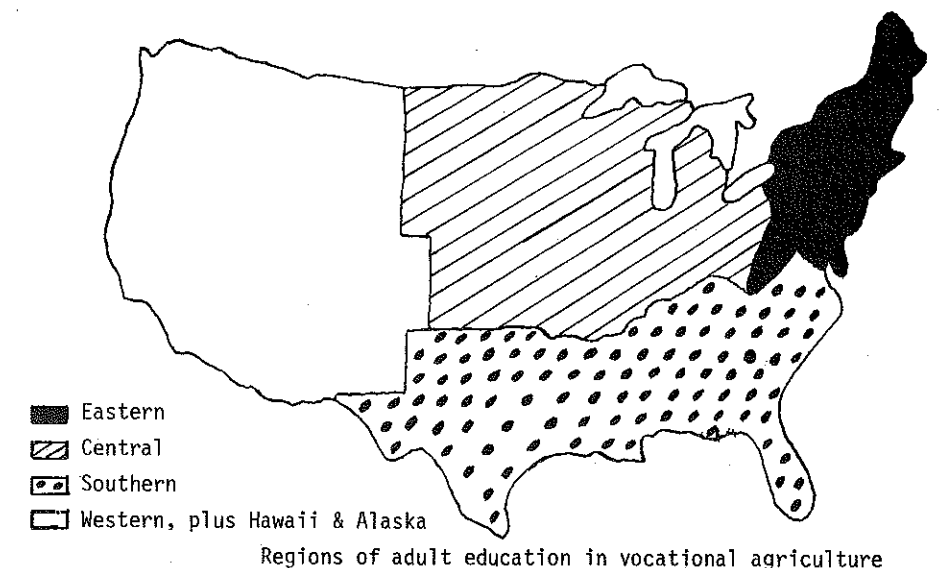 Eastern
Central
Southern
Western, plus Hawaii & Alaska
Regions of adult education in vocational agriculture